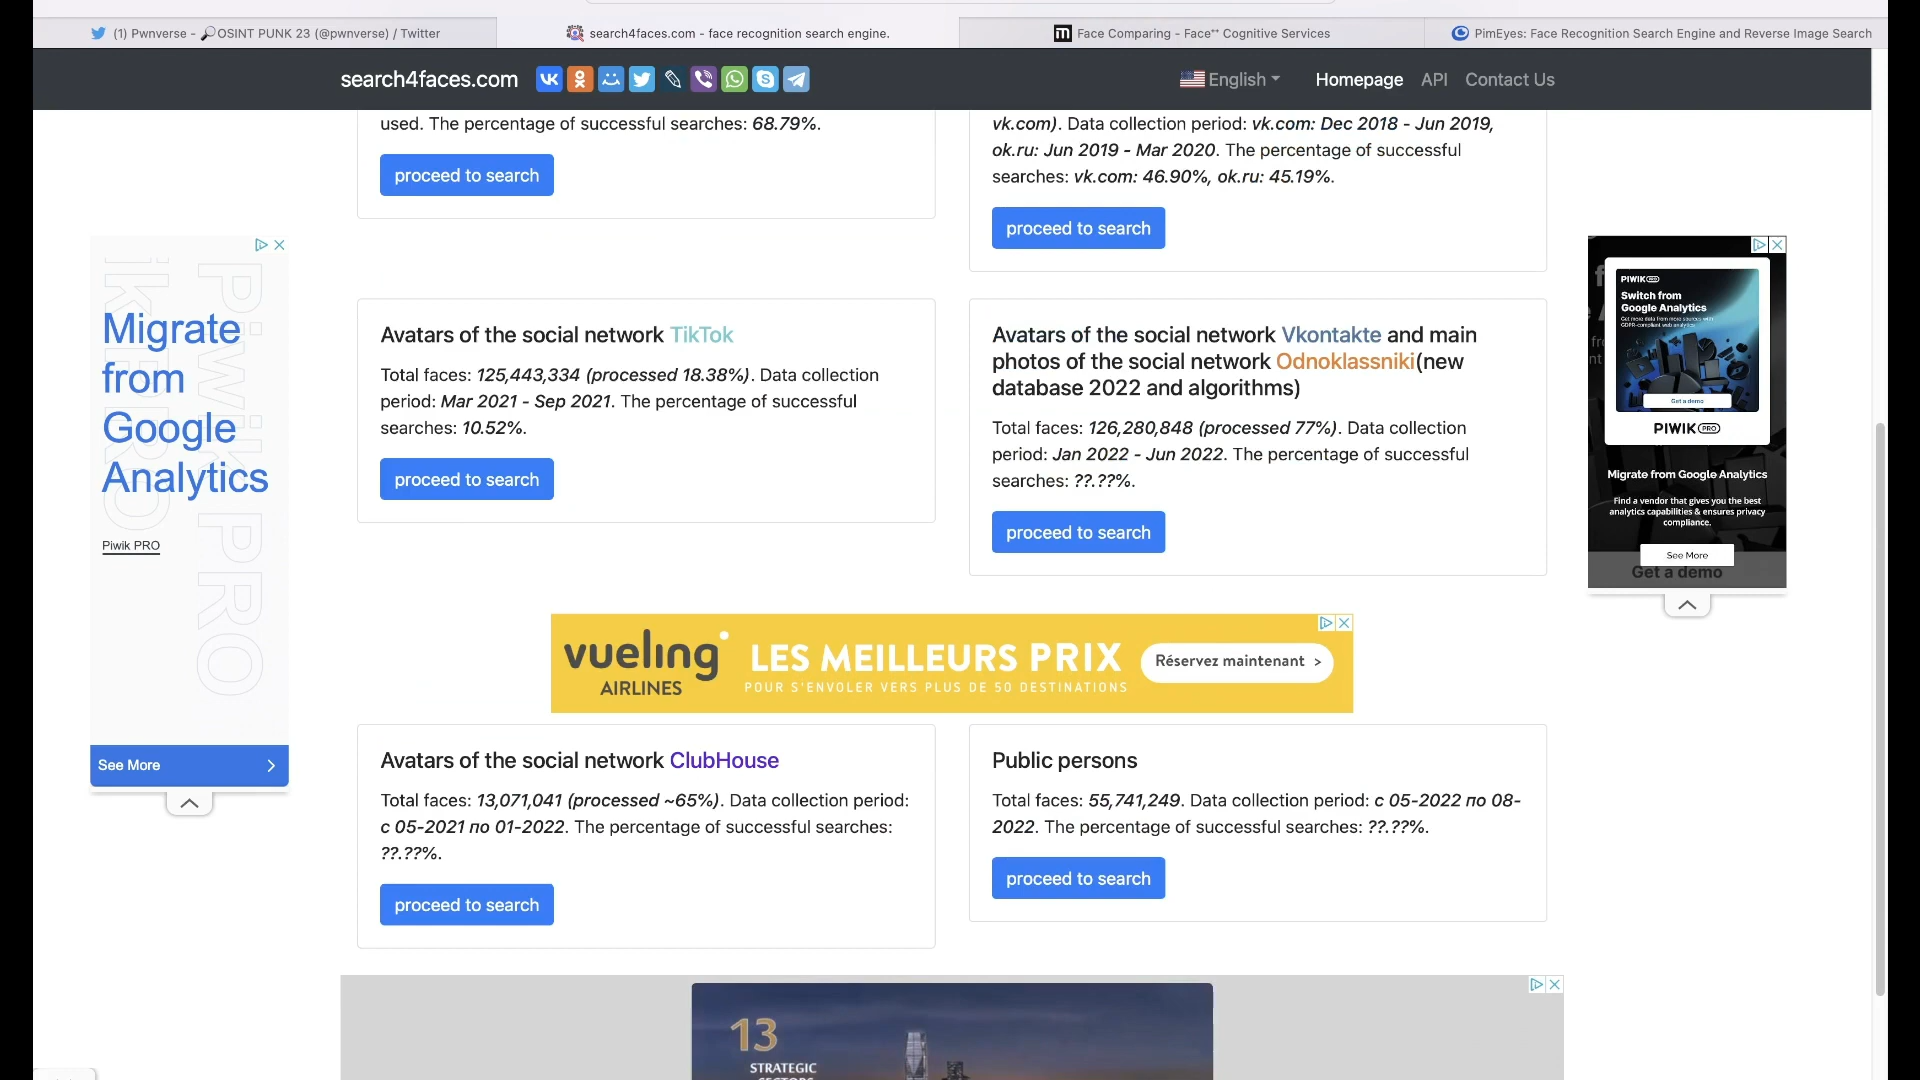 (1) Pwnverse - 🔎OSINT PUNK 23 (@pwnverse) / Twitter
search4faces.com - face recognition search engine.
Face Comparing - Face⁺⁺ Cognitive Services
PimEyes: Face Recognition Search Engine and Reverse Image Search
search4faces.com
English
Homepage
API
Contact Us
used. The percentage of successful searches: 68.79%.
proceed to search
vk.com). Data collection period: vk.com: Dec 2018 - Jun 2019,
ok.ru: Jun 2019 - Mar 2020. The percentage of successful
searches: vk.com: 46.90%, ok.ru: 45.19%.
proceed to search
Migrate
from
Google
Analytics
Piwik PRO
See More
Avatars of the social network TikTok
Total faces: 125,443,334 (processed 18.38%). Data collection
period: Mar 2021 - Sep 2021. The percentage of successful
searches: 10.52%.
proceed to search
Avatars of the social network Vkontakte and main
photos of the social network Odnoklassniki(new
database 2022 and algorithms)
Total faces: 126,280,848 (processed 77%). Data collection
period: Jan 2022 - Jun 2022. The percentage of successful
searches: ??.??%.
proceed to search
PIWIK PRO
Switch from
Google Analytics
Get a demo
PIWIK PRO
Migrate from Google Analytics
Find a vendor that gives you the best
analytics capabilities & ensures privacy
compliance.
See More
Get a demo
vueling
AIRLINES
LES MEILLEURS PRIX
POUR S'ENVOLER VERS PLUS DE 50 DESTINATIONS
Réservez maintenant >
Avatars of the social network ClubHouse
Total faces: 13,071,041 (processed ~65%). Data collection period:
с 05-2021 по 01-2022. The percentage of successful searches:
??.??%.
proceed to search
Public persons
Total faces: 55,741,249. Data collection period: с 05-2022 по 08-
2022. The percentage of successful searches: ??.??%.
proceed to search
13
STRATEGIC